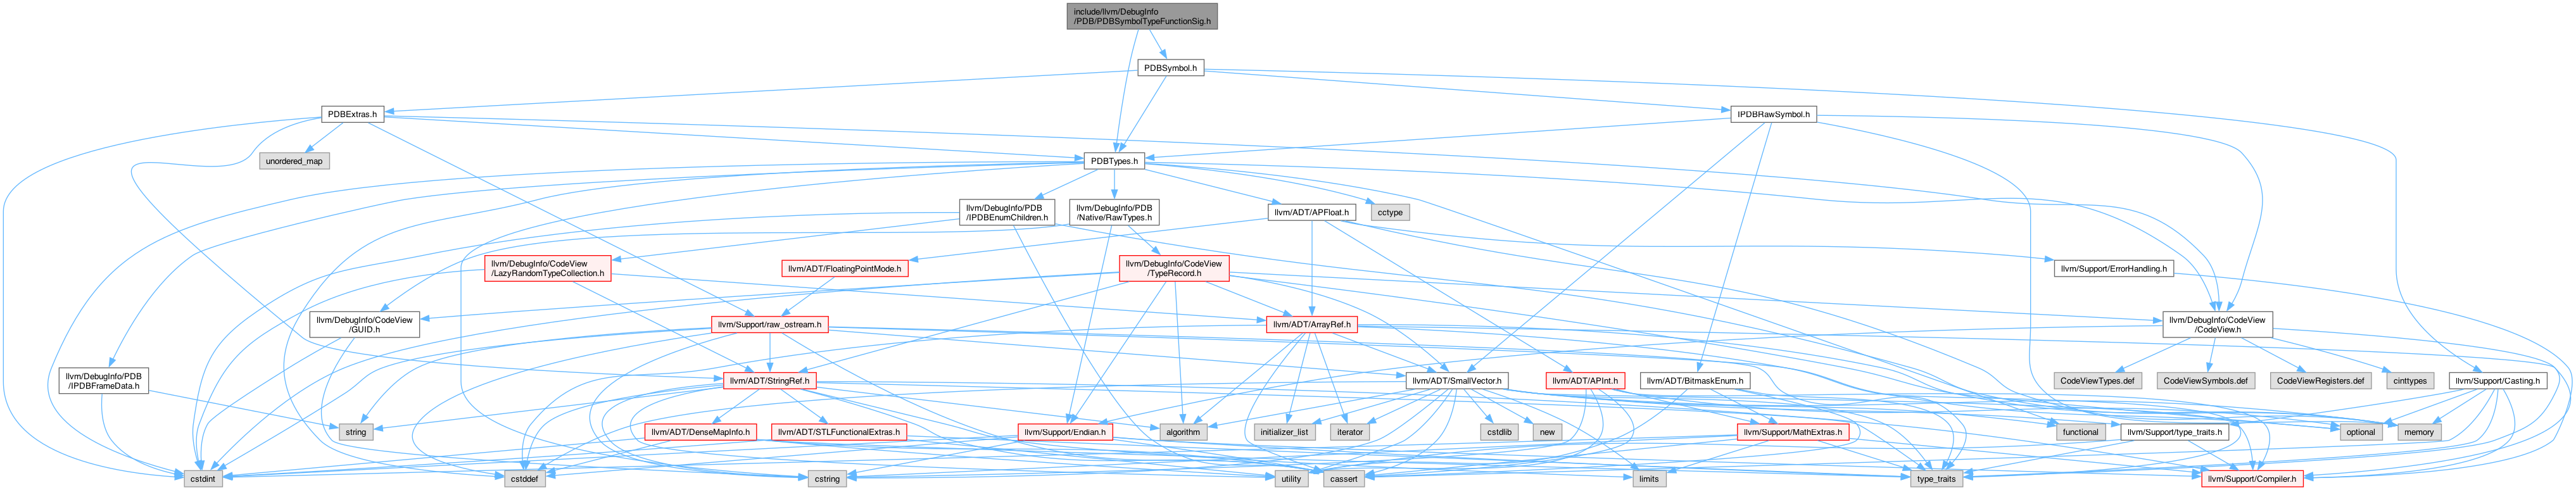 include/llvm/DebugInfo
/PDB/PDBSymbolTypeFunctionSig.h
PDBSymbol.h
PDBExtras.h
IPDBRawSymbol.h
unordered_map
PDBTypes.h
llvm/DebugInfo/PDB
/IPDBEnumChildren.h
llvm/DebugInfo/PDB
/Native/RawTypes.h
llvm/ADT/APFloat.h
cctype
llvm/DebugInfo/CodeView
/LazyRandomTypeCollection.h
llvm/ADT/FloatingPointMode.h
llvm/DebugInfo/CodeView
/TypeRecord.h
llvm/Support/ErrorHandling.h
llvm/DebugInfo/CodeView
/GUID.h
llvm/Support/raw_ostream.h
llvm/ADT/ArrayRef.h
llvm/DebugInfo/CodeView
/CodeView.h
llvm/DebugInfo/PDB
/IPDBFrameData.h
llvm/ADT/StringRef.h
llvm/ADT/SmallVector.h
llvm/ADT/APInt.h
llvm/ADT/BitmaskEnum.h
CodeViewTypes.def
CodeViewSymbols.def
CodeViewRegisters.def
cinttypes
llvm/Support/Casting.h
string
llvm/ADT/DenseMapInfo.h
llvm/ADT/STLFunctionalExtras.h
llvm/Support/Endian.h
algorithm
initializer_list
iterator
cstdlib
new
llvm/Support/MathExtras.h
functional
llvm/Support/type_traits.h
optional
memory
cstdint
cstddef
cstring
utility
cassert
limits
type_traits
llvm/Support/Compiler.h